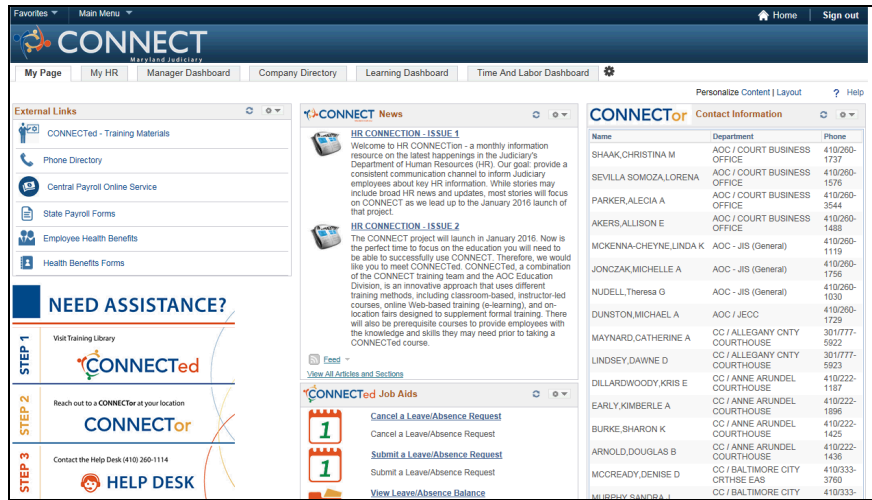 Favorites Main Menu Home Sign out
CONNECT
Maryland Judiciary
My Page My HR Manager Dashboard Company Directory Learning Dashboard Time And Labor Dashboard
Personalize Content | Layout ? Help
External Links
CONNECTed - Training Materials
Phone Directory
Central Payroll Online Service
State Payroll Forms
Employee Health Benefits
Health Benefits Forms
NEED ASSISTANCE?
STEP 1
Visit Training Library
CONNECTed
STEP 2
Reach out to a CONNECTor at your location
CONNECTor
STEP 3
Contact the Help Desk (410) 260-1114
HELP DESK
CONNECT News
HR CONNECTION - ISSUE 1
Welcome to HR CONNECTion - a monthly information
resource on the latest happenings in the Judiciary's
Department of Human Resources (HR). Our goal: provide a
consistent communication channel to inform Judiciary
employees about key HR information. While stories may
include broad HR news and updates, most stories will focus
on CONNECT as we lead up to the January 2016 launch of
that project.
HR CONNECTION - ISSUE 2
The CONNECT project will launch in January 2016. Now is
the perfect time to focus on the education you will need to
be able to successfully use CONNECT. Therefore, we would
like you to meet CONNECTed. CONNECTed, a combination
of the CONNECT training team and the AOC Education
Division, is an innovative approach that uses different
training methods, including classroom-based, instructor-led
courses, online Web-based training (e-learning), and on-
location fairs designed to supplement formal training. There
will also be prerequisite courses to provide employees with
the knowledge and skills they may need prior to taking a
CONNECTed course.
Feed
View All Articles and Sections
CONNECTed Job Aids
1
Cancel a Leave/Absence Request
Cancel a Leave/Absence Request
1
Submit a Leave/Absence Request
Submit a Leave/Absence Request
View Leave/Absence Balance
CONNECTor Contact Information
Name Department Phone
SHAAK,CHRISTINA M AOC / COURT BUSINESS OFFICE 410/260-1737
SEVILLA SOMOZA,LORENA AOC / COURT BUSINESS OFFICE 410/260-1576
PARKER,ALECIA A AOC / COURT BUSINESS OFFICE 410/260-3544
AKERS,ALLISON E AOC / COURT BUSINESS OFFICE 410/260-1488
MCKENNA-CHEYNE,LINDA K AOC - JIS (General) 410/260-1119
JONCZAK,MICHELLE A AOC - JIS (General) 410/260-1756
NUDELL,Theresa G AOC - JIS (General) 410/260-1030
DUNSTON,MICHAEL A AOC / JECC 410/260-1729
MAYNARD,CATHERINE A CC / ALLEGANY CNTY COURTHOUSE 301/777-5922
LINDSEY,DAWNE D CC / ALLEGANY CNTY COURTHOUSE 301/777-5923
DILLARDWOODY,KRIS E CC / ANNE ARUNDEL COURTHOUSE 410/222-1187
EARLY,KIMBERLE A CC / ANNE ARUNDEL COURTHOUSE 410/222-1896
BURKE,SHARON K CC / ANNE ARUNDEL COURTHOUSE 410/222-1425
ARNOLD,DOUGLAS B CC / ANNE ARUNDEL COURTHOUSE 410/222-1436
MCCREADY,DENISE D CC / BALTIMORE CITY CRTHSE EAS 410/333-3760
MURPHY,SANDRA L CC / BALTIMORE CITY 410/333-